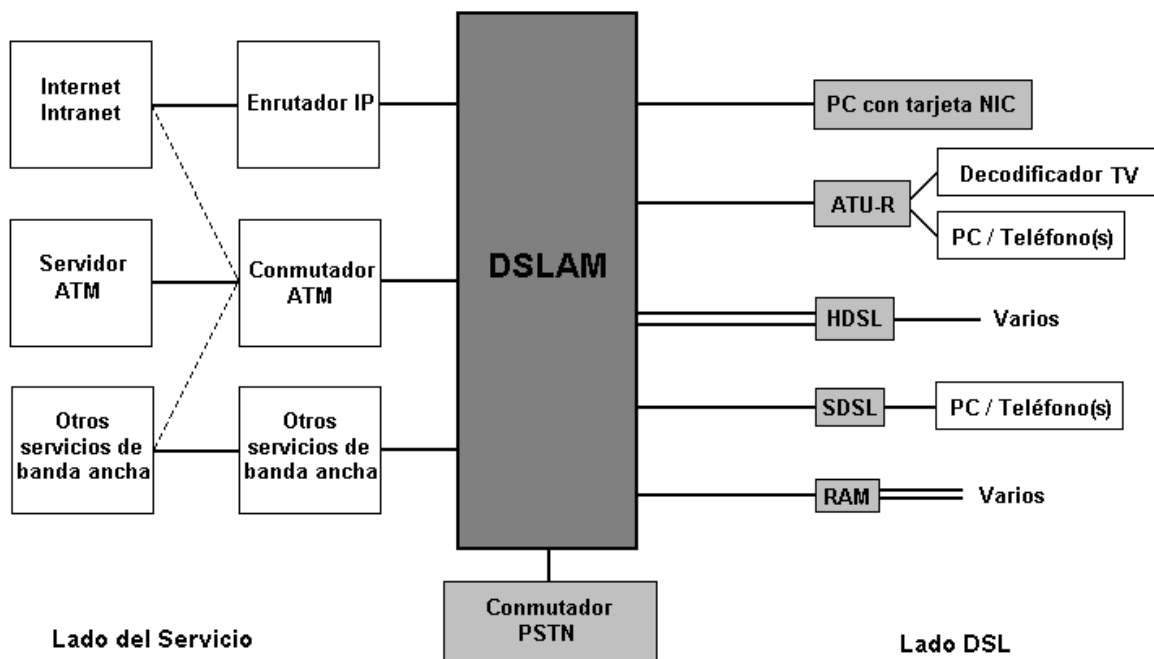 Internet
Intranet
Enrutador IP
PC con tarjeta NIC
Decodificador TV
ATU-R
PC / Teléfono(s)
Servidor
ATM
Conmutador
ATM
DSLAM
HDSL
Varios
Otros
servicios de
banda ancha
Otros
servicios de
banda ancha
SDSL
PC / Teléfono(s)
RAM
Varios
Conmutador
PSTN
Lado del Servicio
Lado DSL